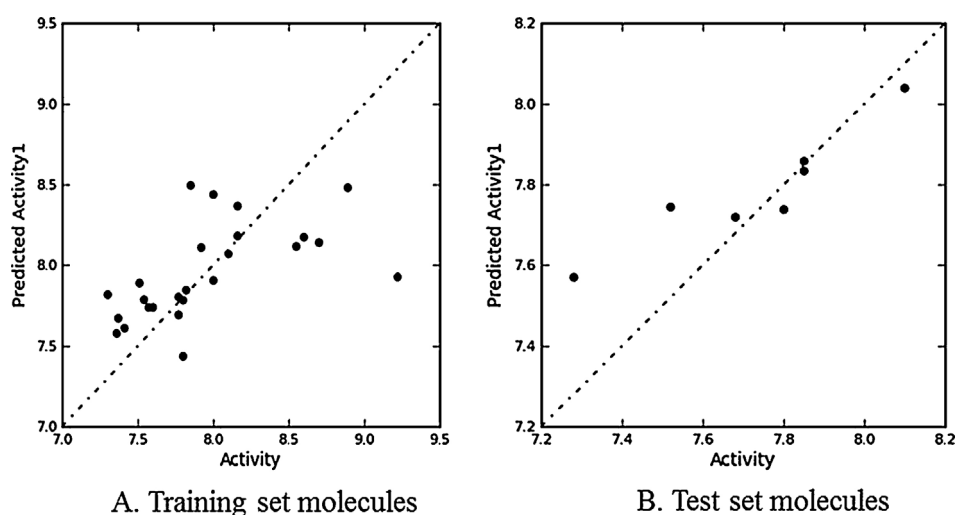 9.5
9.0
8.5
8.0
7.5
7.0
7.0 7.5 8.0 8.5 9.0 9.5
Predicted Activity1
Activity
A. Training set molecules
8.2
8.0
7.8
7.6
7.4
7.2
7.2 7.4 7.6 7.8 8.0 8.2
Predicted Activity1
Activity
B. Test set molecules